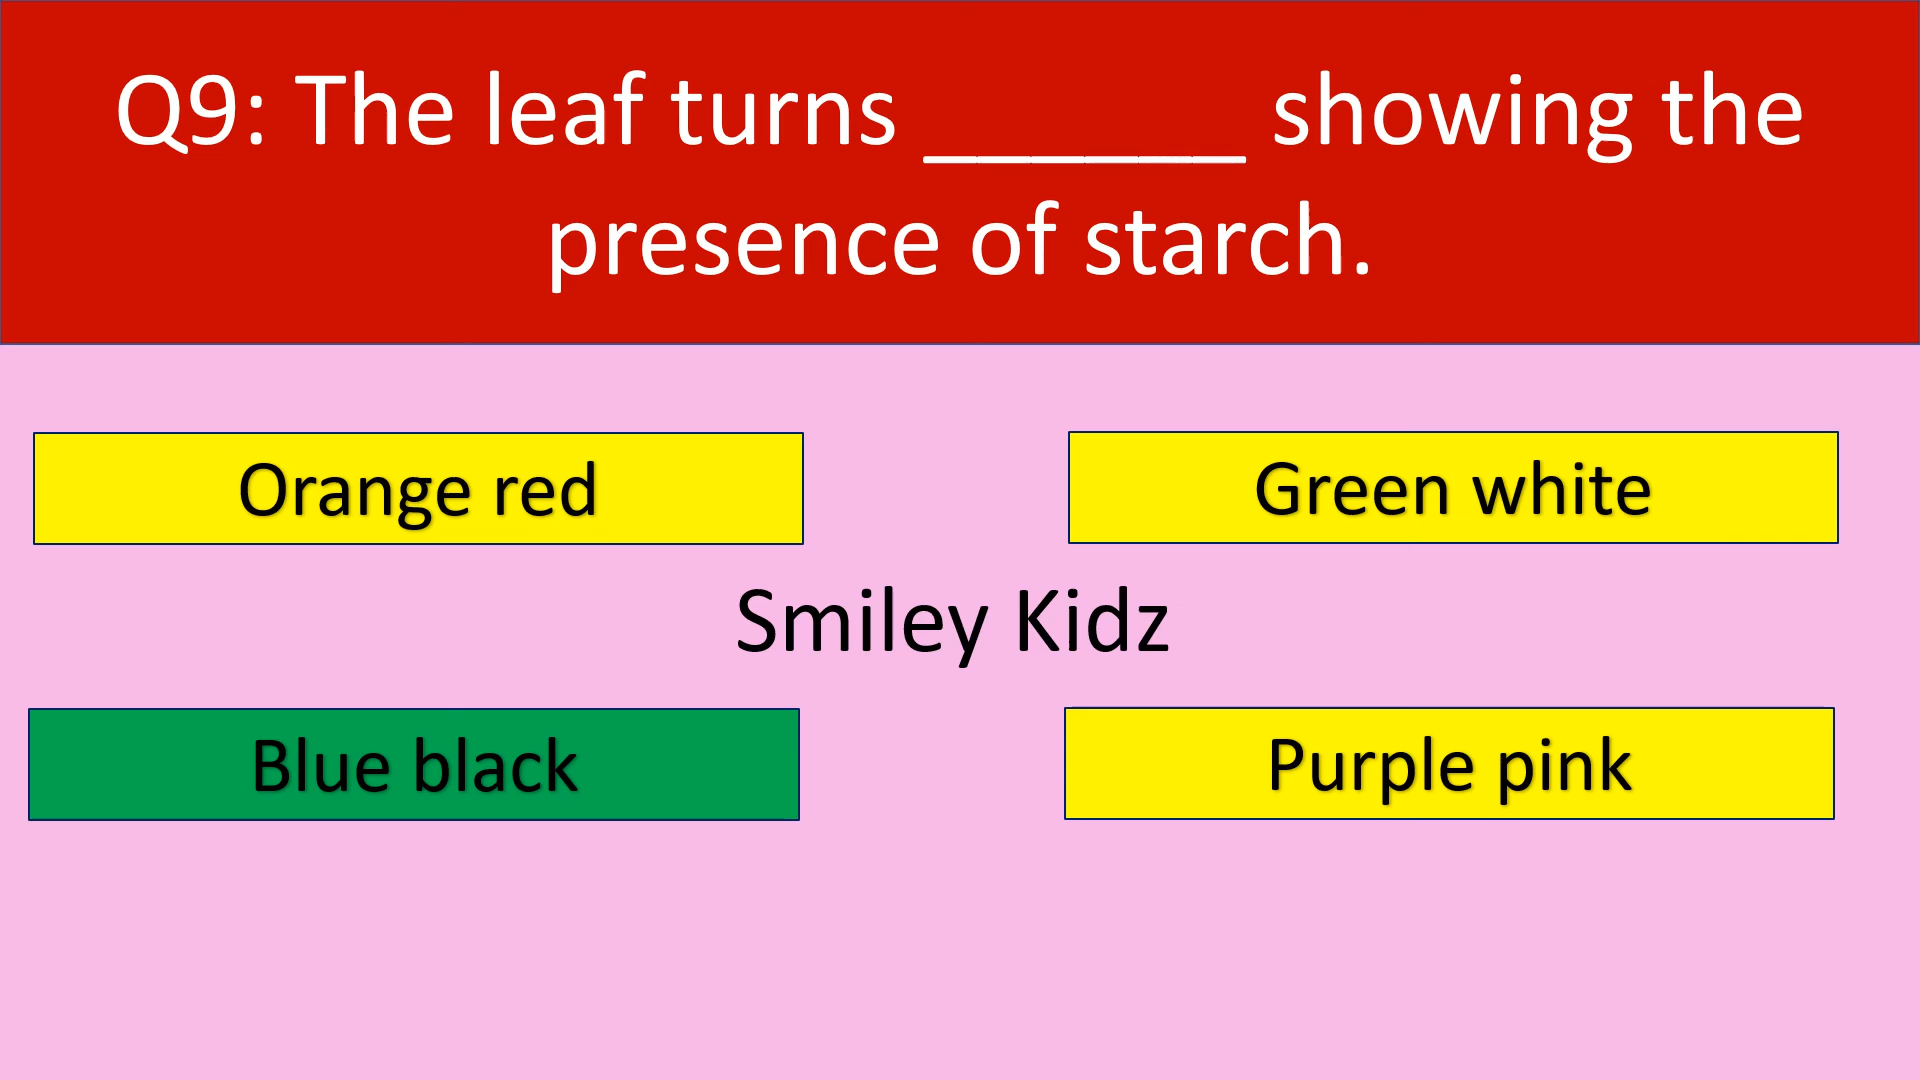 Q9: The leaf turns ______ showing the
presence of starch.
Orange red
Green white
Smiley Kidz
Blue black
Purple pink